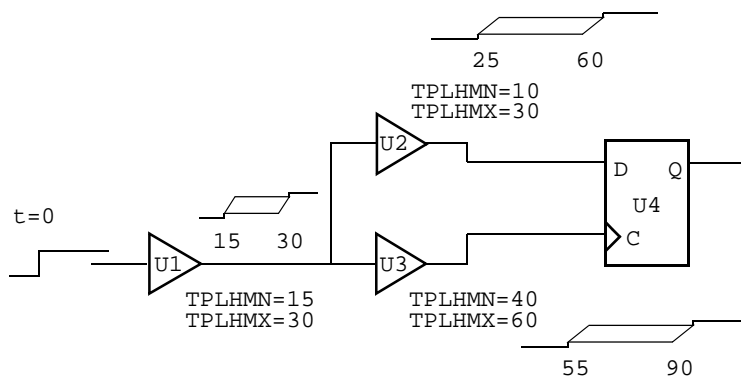 25 60
TPLHMN=10
TPLHMX=30
U2
D Q
U4
C
t=0
15 30
U1
U3
TPLHMN=15
TPLHMX=30
TPLHMN=40
TPLHMX=60
55 90